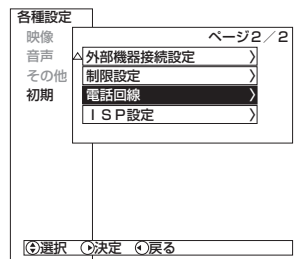 各種設定
映像
音声
その他
初期
ページ2/2
外部機器接続設定
制限設定
電話回線
ISP設定
選択 決定 戻る